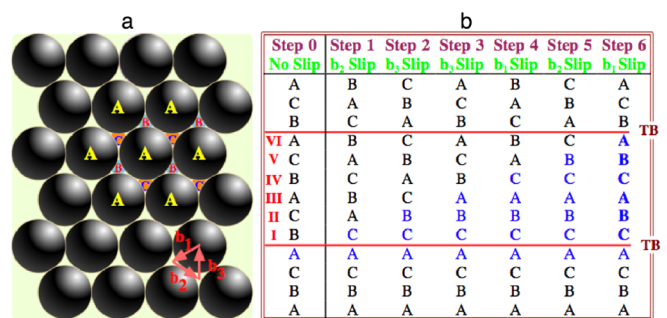 a
A A
B B
C C
A A A
B B
C C
A A
b₁
b₂ b₃
b
Step 0 Step 1 Step 2 Step 3 Step 4 Step 5 Step 6
No Slip b₂ Slip b₃ Slip b₃ Slip b₁ Slip b₂ Slip b₁ Slip
A B C A B C A
C A B C A B C
B C A B C A B
TB
VI A B C A B C A
V C A B C A B B
IV B C A B C C C
III A B C A A A A
II C A B B B B B
I B C C C C C C
TB
A A A A A A A
C C C C C C C
B B B B B B B
A A A A A A A